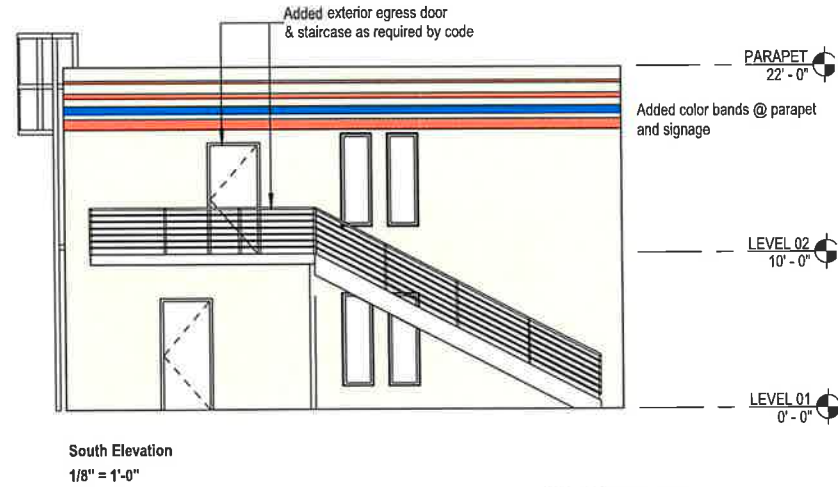 Added exterior egress door
& staircase as required by code
PARAPET
22' - 0"
Added color bands @ parapet
and signage
LEVEL 02
10' - 0"
LEVEL 01
0' - 0"
South Elevation
1/8" = 1'-0"